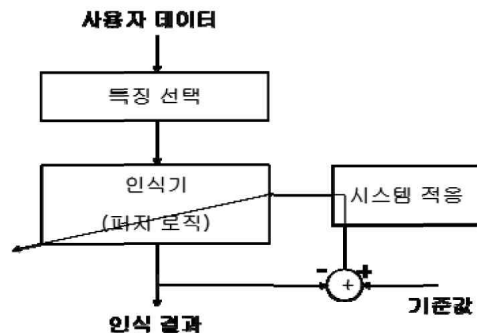 사용자 데이터
특징 선택
인식기
(퍼지 로직)
시스템 적응
- +
+
기준값
인식 결과